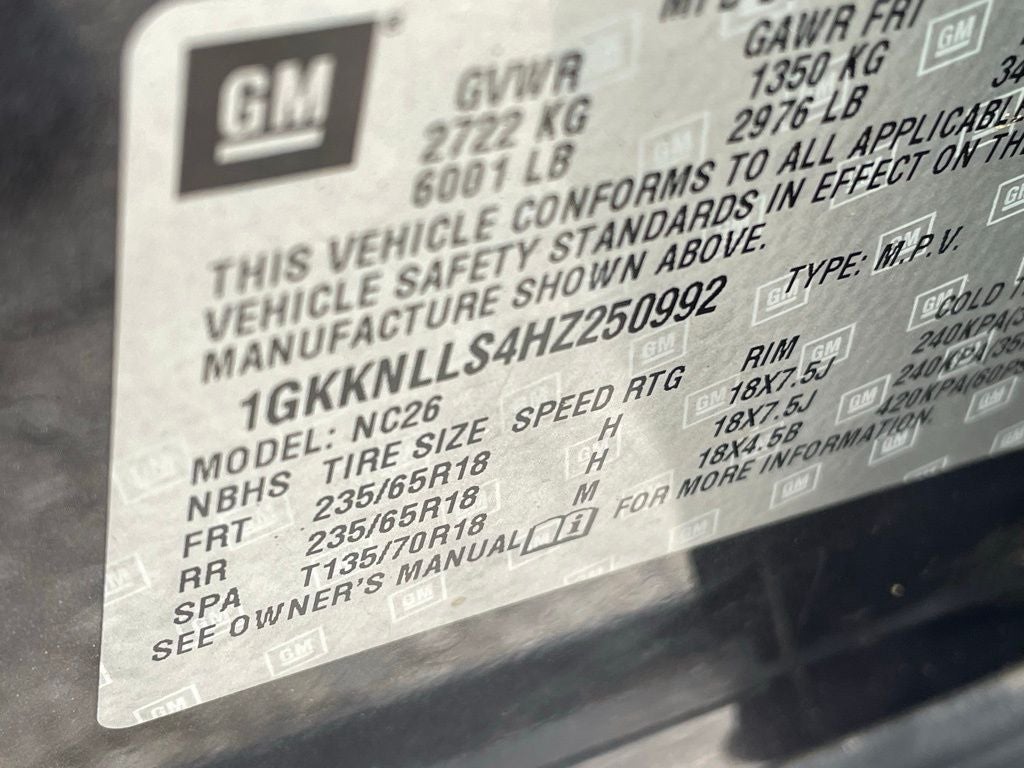 GM
GVWR GAWR FRT
2722 KG 1350 KG
6001 LB 2976 LB
THIS VEHICLE CONFORMS TO ALL APPLICABLE
VEHICLE SAFETY STANDARDS IN EFFECT ON THE
MANUFACTURE SHOWN ABOVE.
1GKKNLLS4HZ250992 TYPE: M.P.V.
MODEL: NC26
NBHS TIRE SIZE SPEED RTG RIM COLD
FRT 235/65R18 H 18X7.5J 240KPA/35
RR 235/65R18 H 18X7.5J 240KPA/35
SPA T135/70R18 M 18X4.5B 420KPA/60PS
SEE OWNER'S MANUAL FOR MORE INFORMATION.